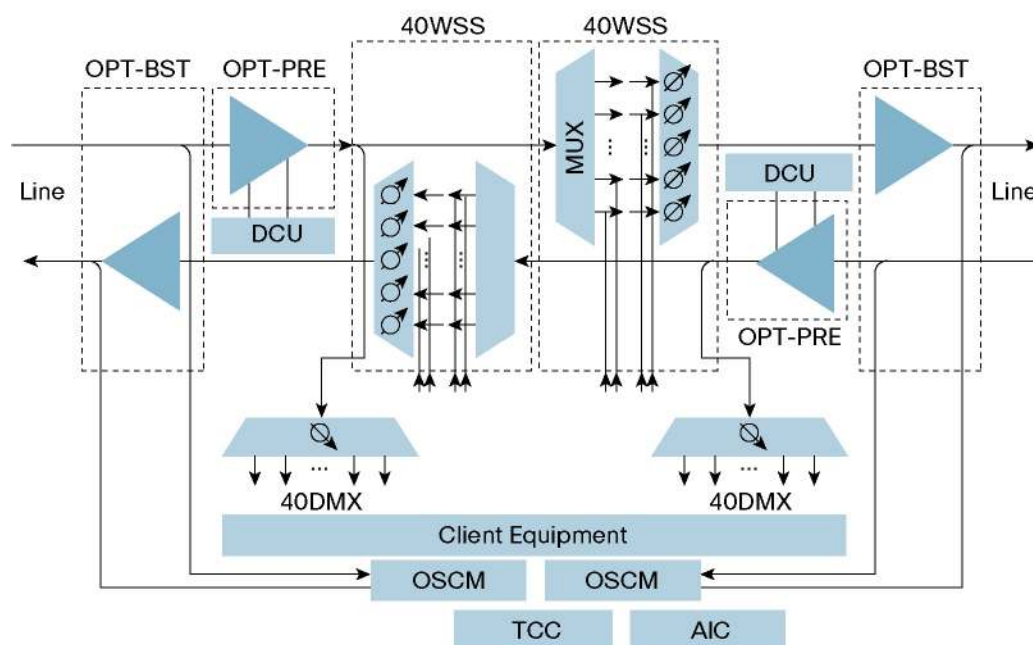 40WSS
40WSS
OPT-BST
OPT-PRE
OPT-BST
MUX
DCU
Line
Line
DCU
...
...
...
...
OPT-PRE
...
...
40DMX
40DMX
Client Equipment
OSCM
OSCM
TCC
AIC